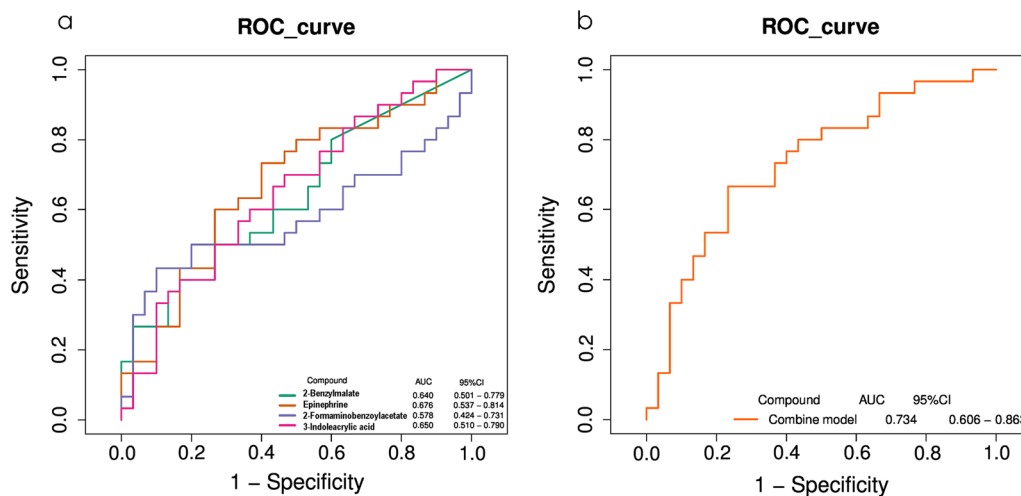 a
ROC_curve
Sensitivity
1.0
0.8
0.6
0.4
0.2
0.0
Compound AUC 95%CI
2-Benzylmalate 0.640 0.501 – 0.779
Epinephrine 0.676 0.537 – 0.814
2-Formaminobenzoylacetate 0.578 0.424 – 0.731
3-Indoleacrylic acid 0.650 0.510 – 0.790
0.0 0.2 0.4 0.6 0.8 1.0
1 – Specificity
b
ROC_curve
Sensitivity
1.0
0.8
0.6
0.4
0.2
0.0
Compound AUC 95%CI
Combine model 0.734 0.606 – 0.863
0.0 0.2 0.4 0.6 0.8 1.0
1 – Specificity